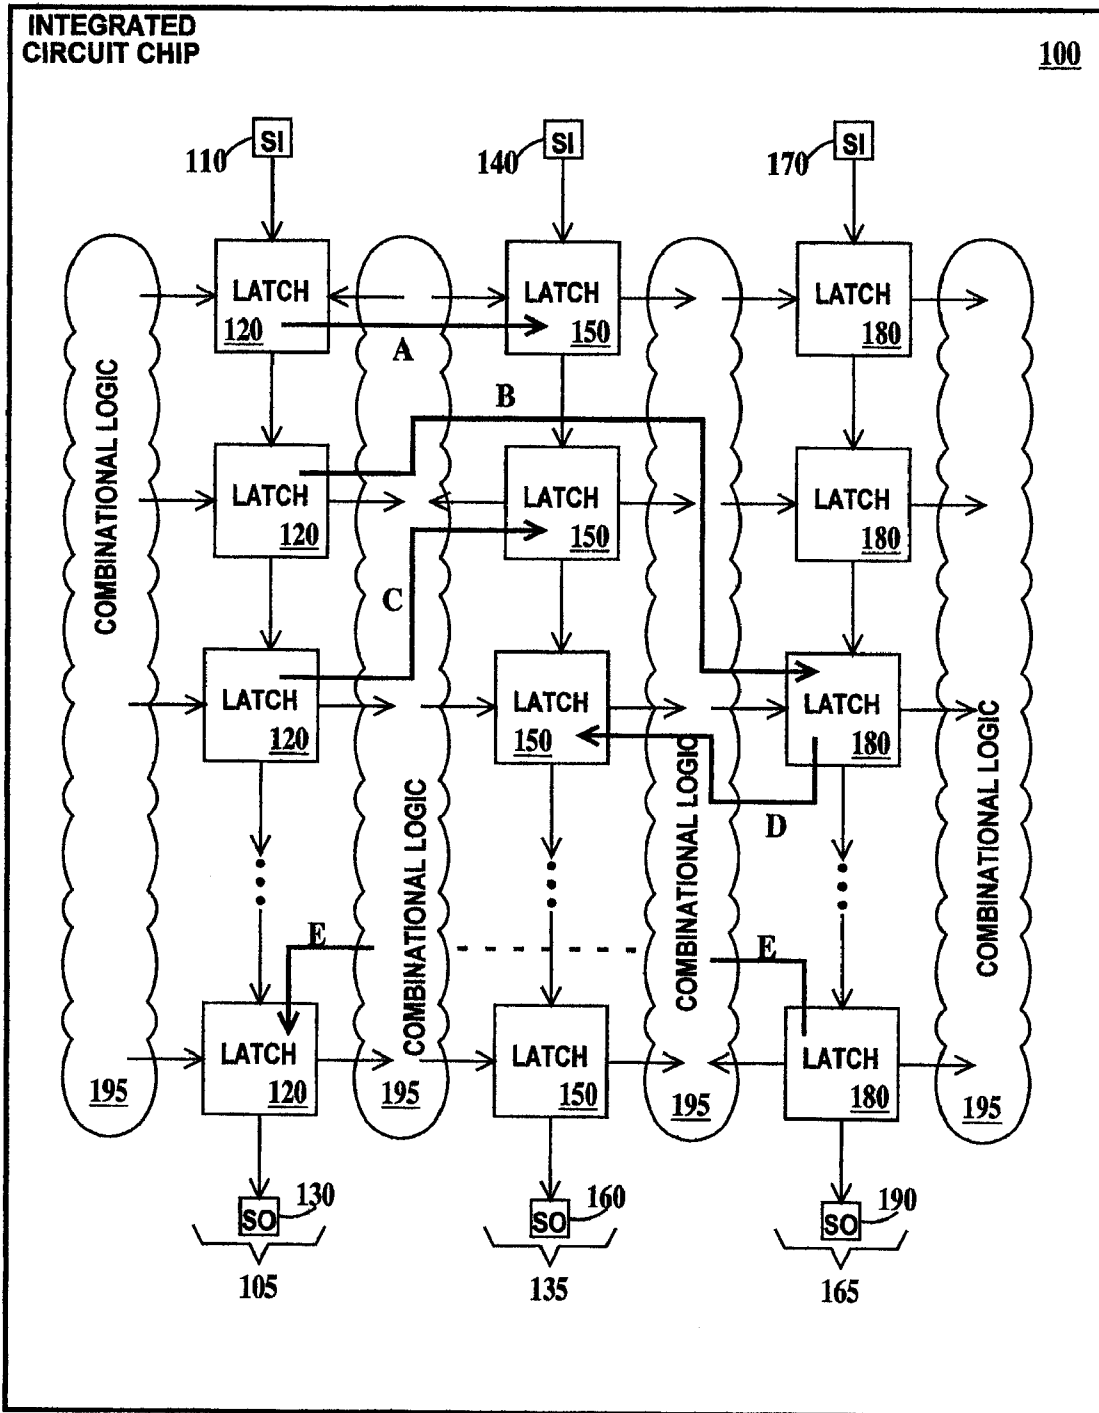 INTEGRATED
CIRCUIT CHIP
100
SI
SI
SI
110
140
170
LATCH
120
LATCH
150
LATCH
180
A
B
COMBINATIONAL LOGIC
LATCH
120
LATCH
150
LATCH
180
C
LATCH
120
LATCH
150
LATCH
180
D
COMBINATIONAL LOGIC
COMBINATIONAL LOGIC
COMBINATIONAL LOGIC
E
E
LATCH
120
LATCH
150
LATCH
180
195
195
195
195
SO
130
SO
160
SO
190
105
135
165